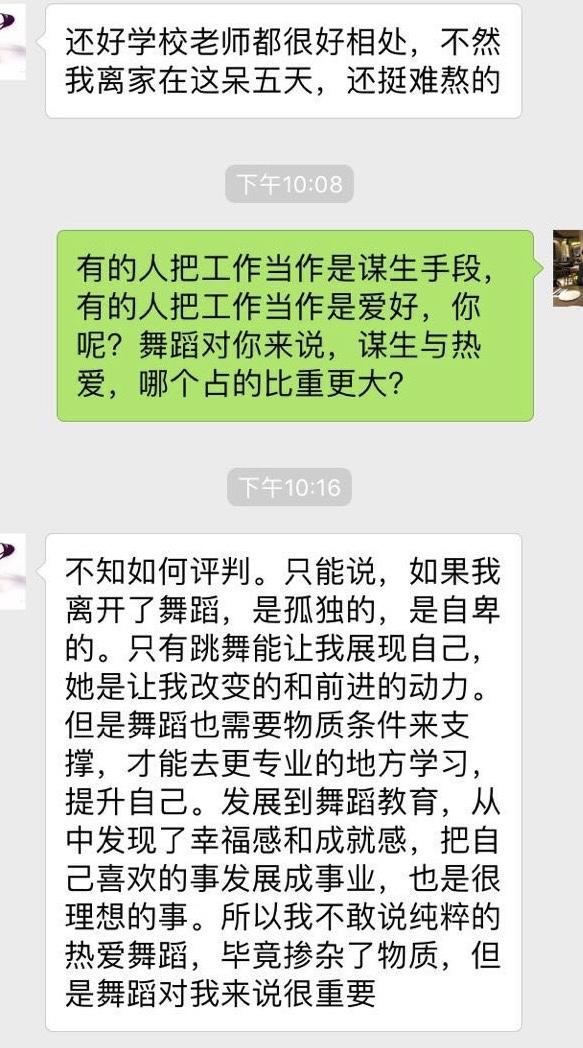 还好学校老师都很好相处，不然
我离家在这呆五天，还挺难熬的
下午10:08
有的人把工作当作是谋生手段，
有的人把工作当作是爱好，你
呢？舞蹈对你来说，谋生与热
爱，哪个占的比重更大？
下午10:16
不知如何评判。只能说，如果我
离开了舞蹈，是孤独的，是自卑
的。只有跳舞能让我展现自己，
她是让我改变的和前进的动力。
但是舞蹈也需要物质条件来支
撑，才能去更专业的地方学习，
提升自己。发展到舞蹈教育，从
中发现了幸福感和成就感，把自
己喜欢的事发展成事业，也是很
理想的事。所以我不敢说纯粹的
热爱舞蹈，毕竟掺杂了物质，但
是舞蹈对我来说很重要